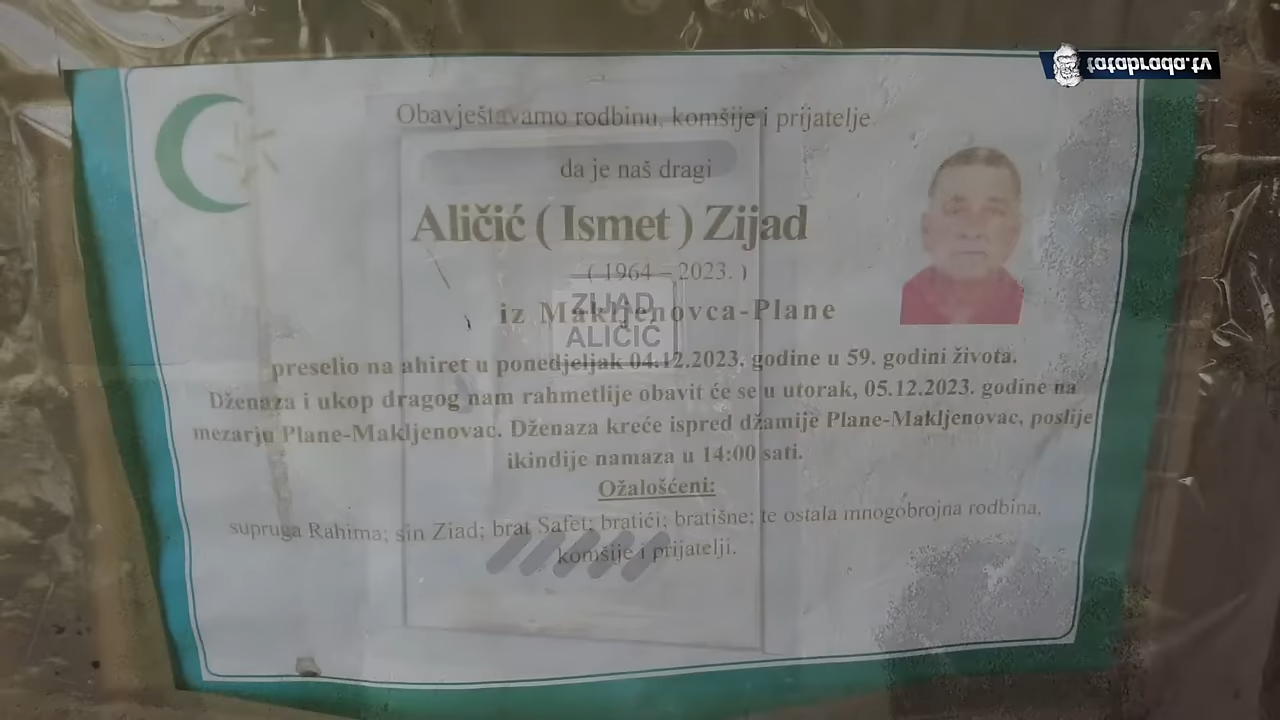 tatabrada.tv
Obavještavamo rodbinu, komšije i prijatelje
da je naš dragi
Aličić ( Ismet ) Zijad
( 1964 – 2023. )
iz Makljenovca-Plane
ZIJAD
ALIČIĆ
preselio na ahiret u ponedjeljak 04.12.2023. godine u 59. godini života.
Dženaza i ukop dragog nam rahmetlije obavit će se u utorak, 05.12.2023. godine na
mezarju Plane-Makljenovac. Dženaza kreće ispred džamije Plane-Makljenovac, poslije
ikindije namaza u 14:00 sati.
Ožalošćeni:
supruga Rahima; sin Ziad; brat Safet; bratići; bratišne; te ostala mnogobrojna rodbina,
komšije i prijatelji.